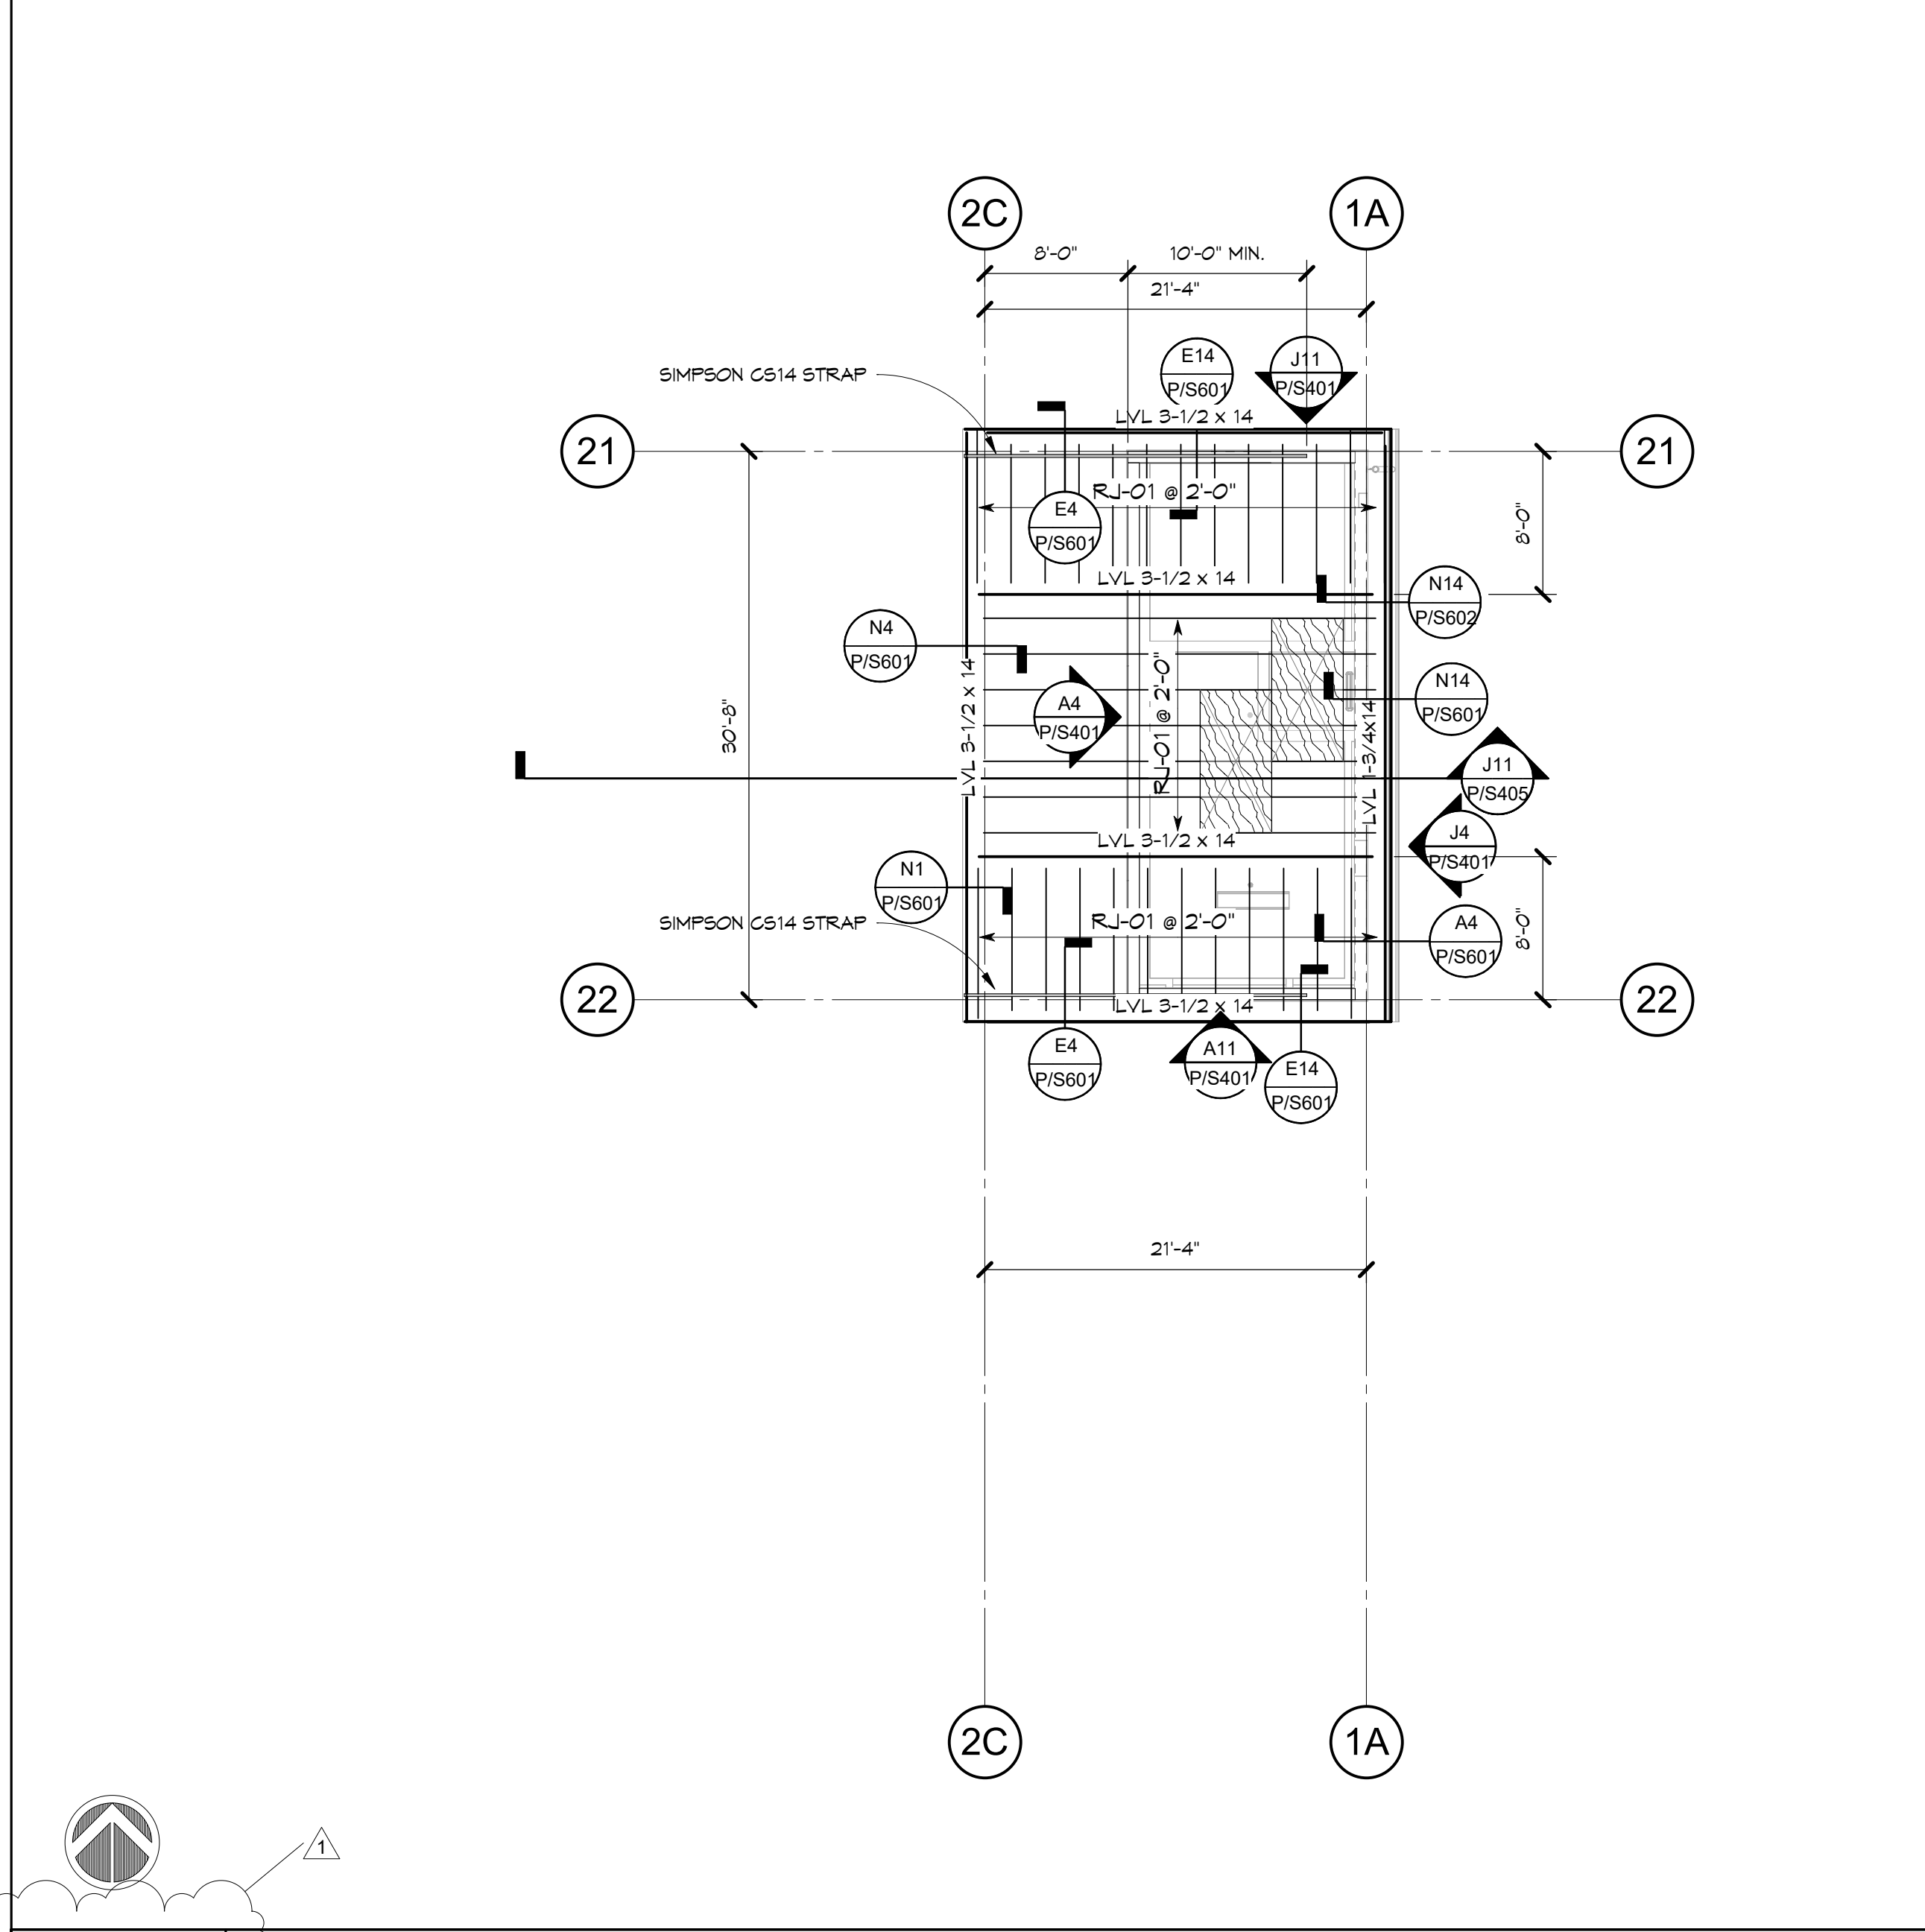 2C
1A
8'-0"
10'-0" MIN.
21'-4"
SIMPSON CS14 STRAP
E14
P/S601
J11
P/S401
LVL 3-1/2 x 14
21
21
RJ-01 @ 2'-0"
E4
P/S601
8'-0"
LVL 3-1/2 x 14
N14
P/S602
N4
P/S601
LVL 3-1/2 x 14
A4
P/S401
RJ-01 @ 2'-0"
N14
P/S601
30'-8"
LVL 1-3/4x14
J11
P/S405
J4
P/S401
LVL 3-1/2 x 14
N1
P/S601
SIMPSON CS14 STRAP
RJ-01 @ 2'-0"
A4
P/S601
8'-0"
22
22
LVL 3-1/2 x 14
E4
P/S601
A11
P/S401
E14
P/S601
21'-4"
2C
1A
1